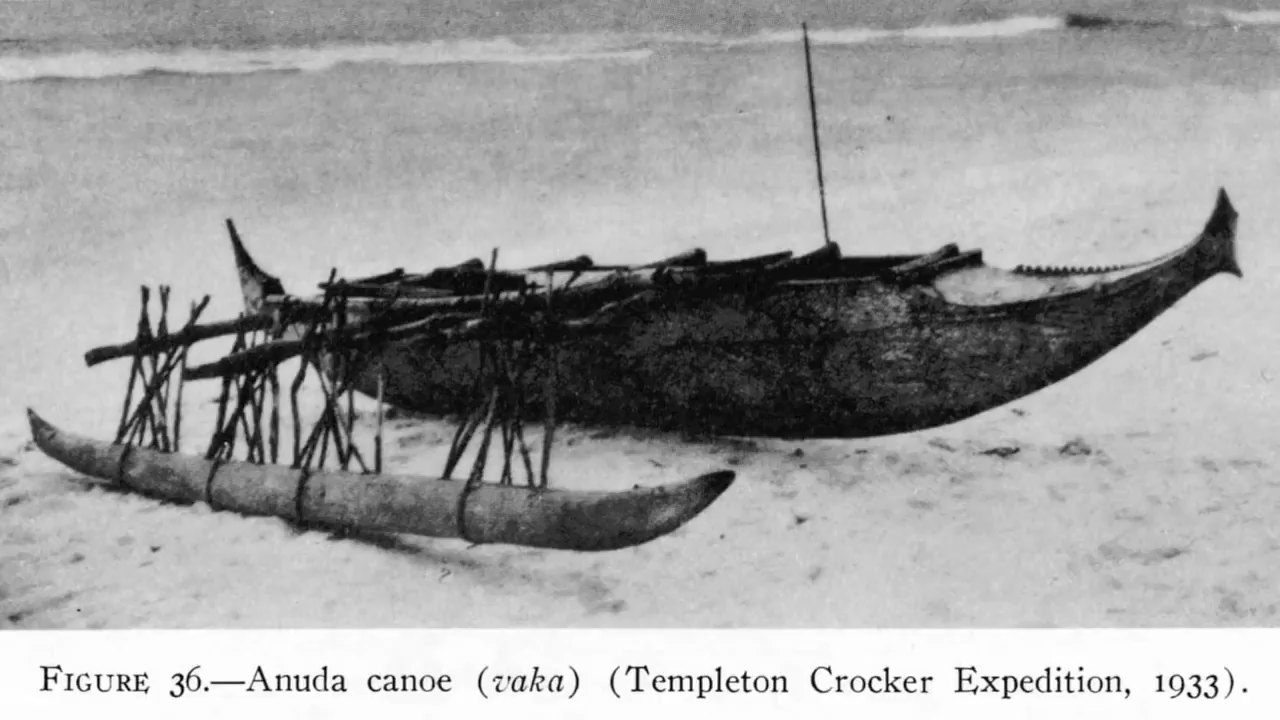 FIGURE 36.—Anuda canoe (vaka) (Templeton Crocker Expedition, 1933).